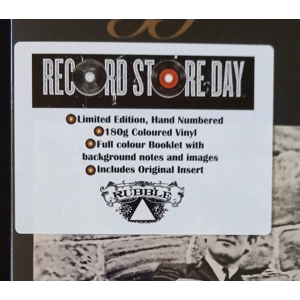 RECORD STORE DAY
Limited Edition, Hand Numbered
180g Coloured Vinyl
Full colour Booklet with
background notes and images
Includes Original Insert
RUBBLE